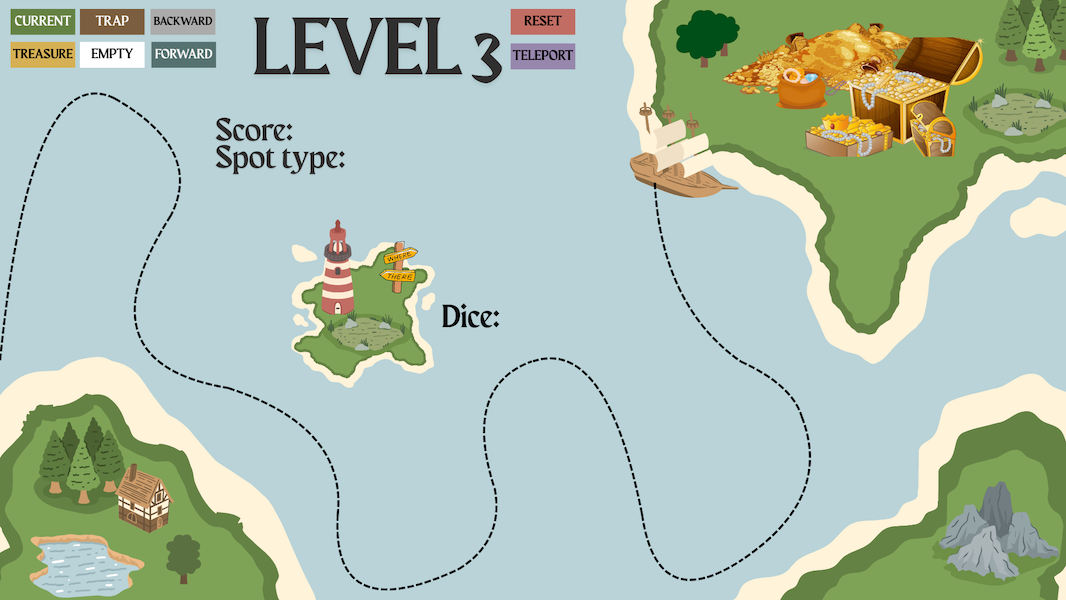 CURRENT TRAP BACKWARD
TREASURE EMPTY FORWARD
LEVEL 3
RESET
TELEPORT
Score:
Spot type:
WHERE
THERE
Dice: